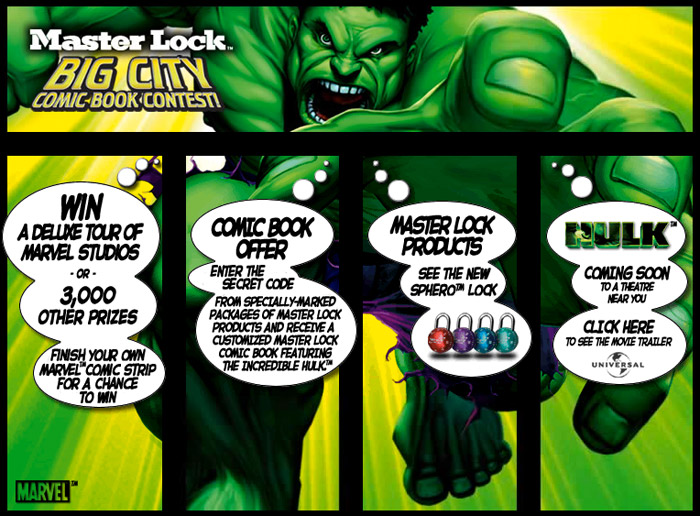 Master Lock™
BIG CITY
COMIC-BOOK CONTEST!
WIN
A DELUXE TOUR OF
MARVEL STUDIOS
- OR -
3,000
OTHER PRIZES
FINISH YOUR OWN
MARVEL™ COMIC STRIP
FOR A CHANCE
TO WIN
MARVEL
COMIC BOOK
OFFER
ENTER THE
SECRET CODE
FROM SPECIALLY-MARKED
PACKAGES OF MASTER LOCK
PRODUCTS AND RECEIVE A
CUSTOMIZED MASTER LOCK
COMIC BOOK FEATURING
THE INCREDIBLE HULK™
MASTER LOCK
PRODUCTS
SEE THE NEW
SPHERO™ LOCK
HULK™
COMING SOON
TO A THEATRE
NEAR YOU
CLICK HERE
TO SEE THE MOVIE TRAILER
UNIVERSAL